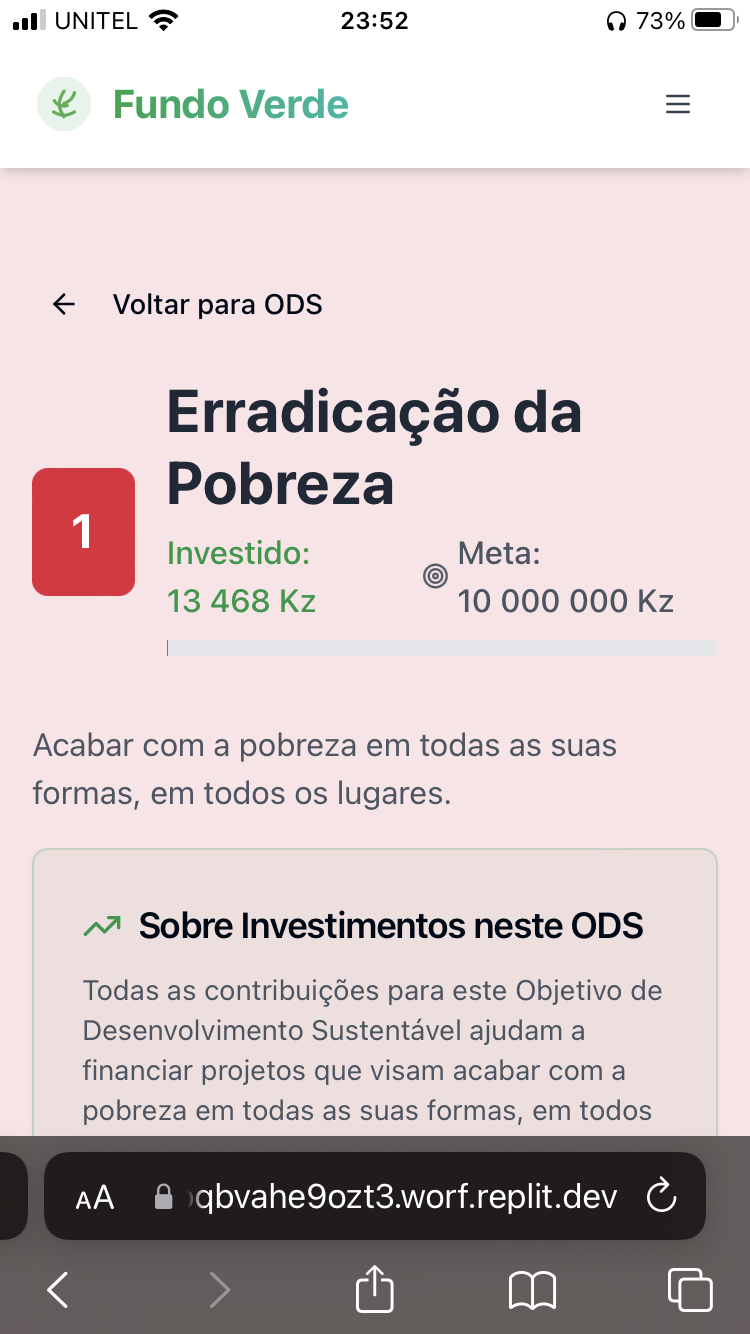 UNITEL 23:52 73%
Fundo Verde
Voltar para ODS
Erradicação da
Pobreza
1
Investido:
13 468 Kz
Meta:
10 000 000 Kz
Acabar com a pobreza em todas as suas
formas, em todos os lugares.
Sobre Investimentos neste ODS
Todas as contribuições para este Objetivo de
Desenvolvimento Sustentável ajudam a
financiar projetos que visam acabar com a
pobreza em todas as suas formas, em todos
AA qbvahe9ozt3.worf.replit.dev